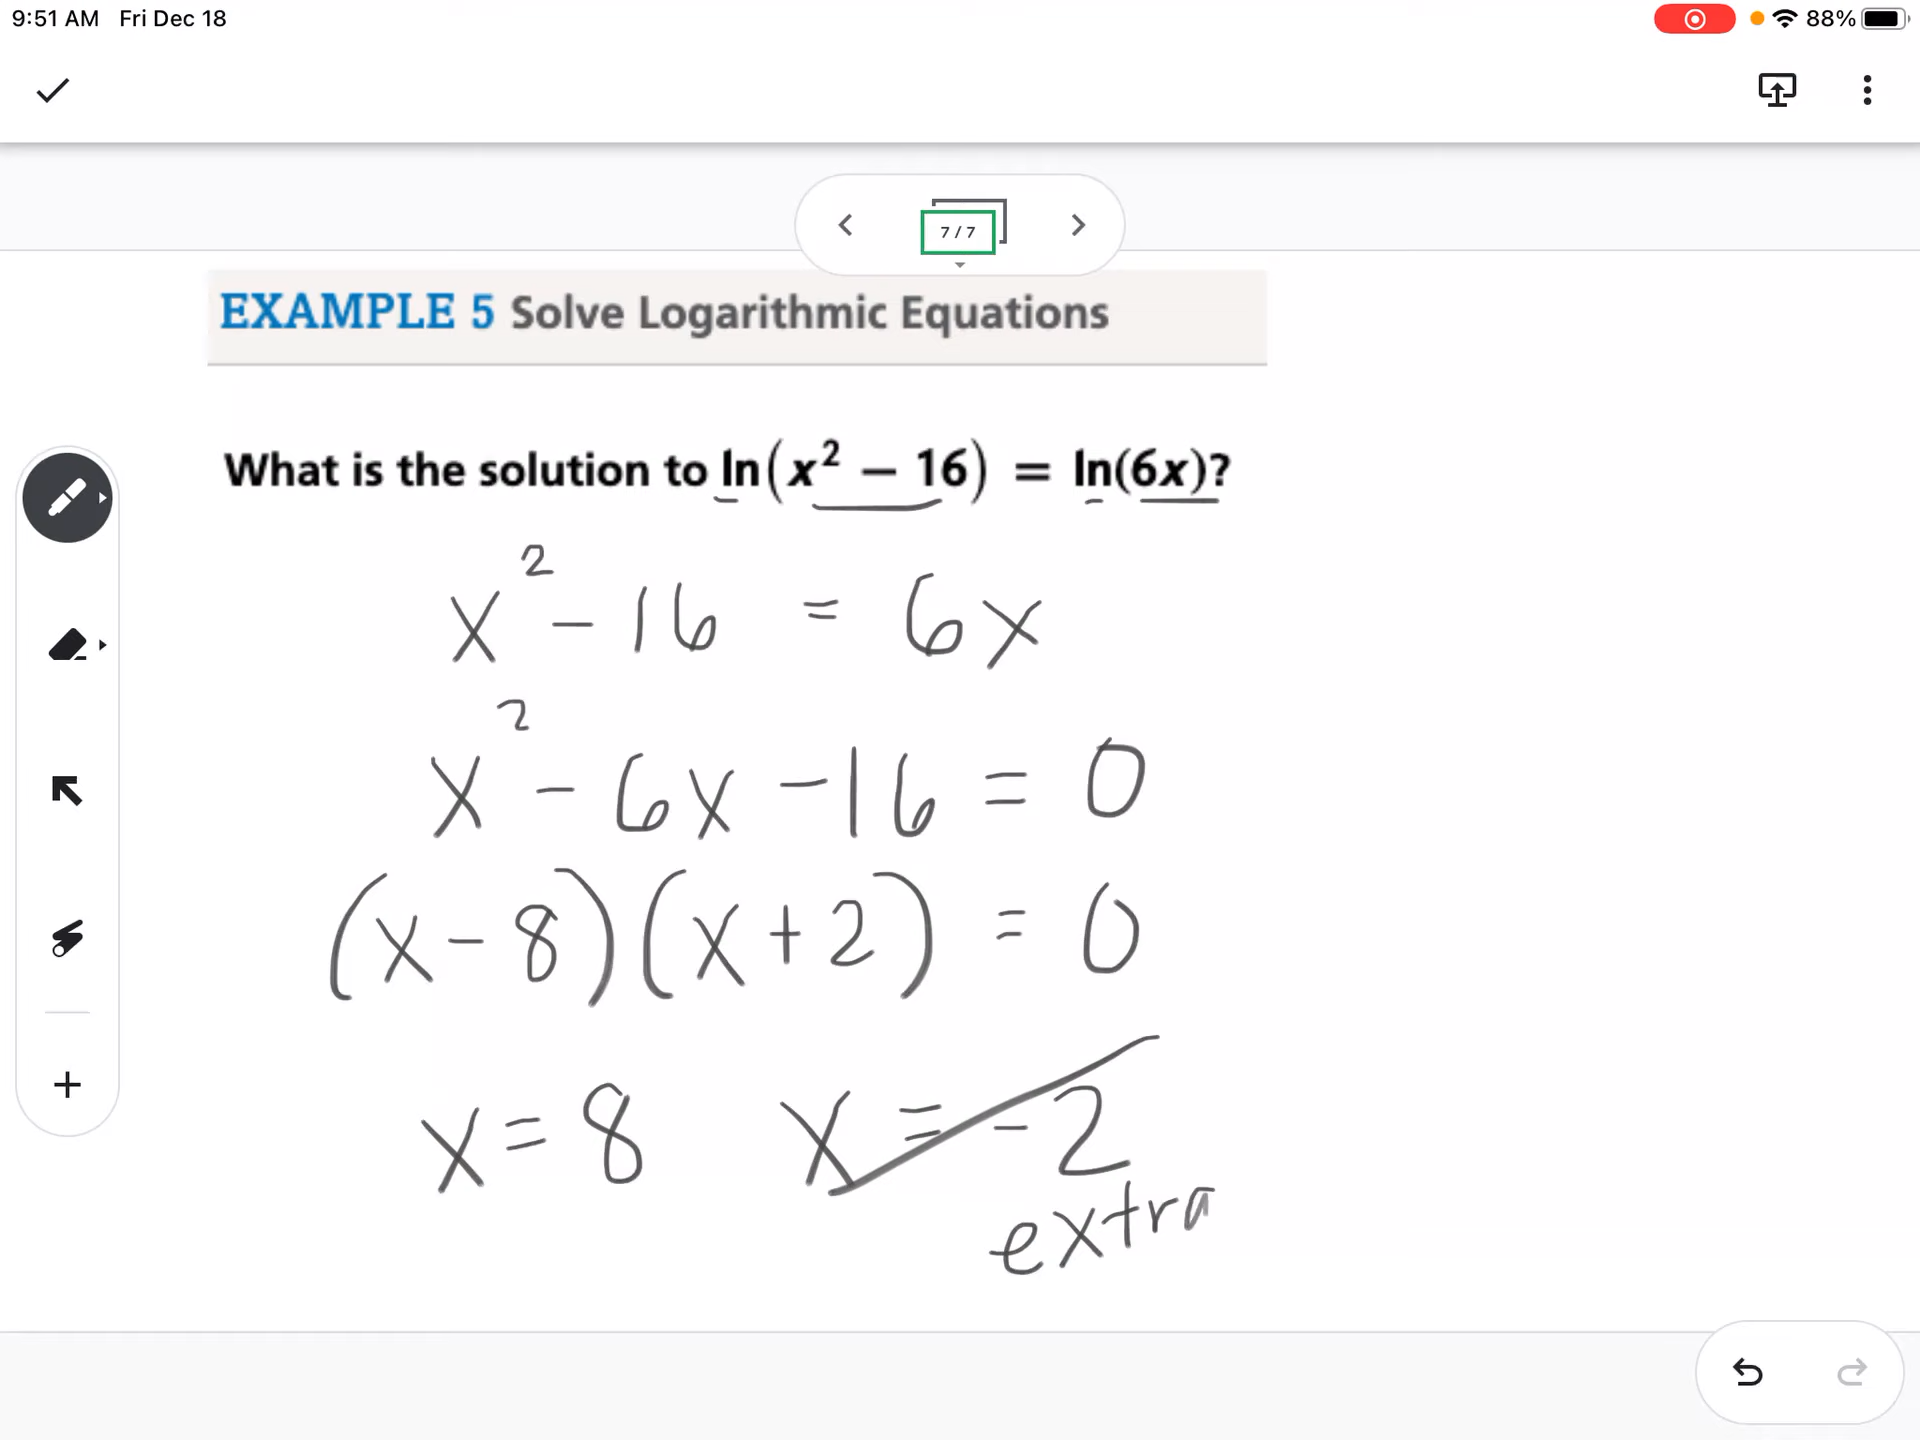 9:51 AM Fri Dec 18
88%
7 / 7
EXAMPLE 5 Solve Logarithmic Equations
What is the solution to ln(x² − 16) = ln(6x)?
x² - 16 = 6x
x² - 6x - 16 = 0
(x - 8)(x + 2) = 0
x = 8 x = -2
extra